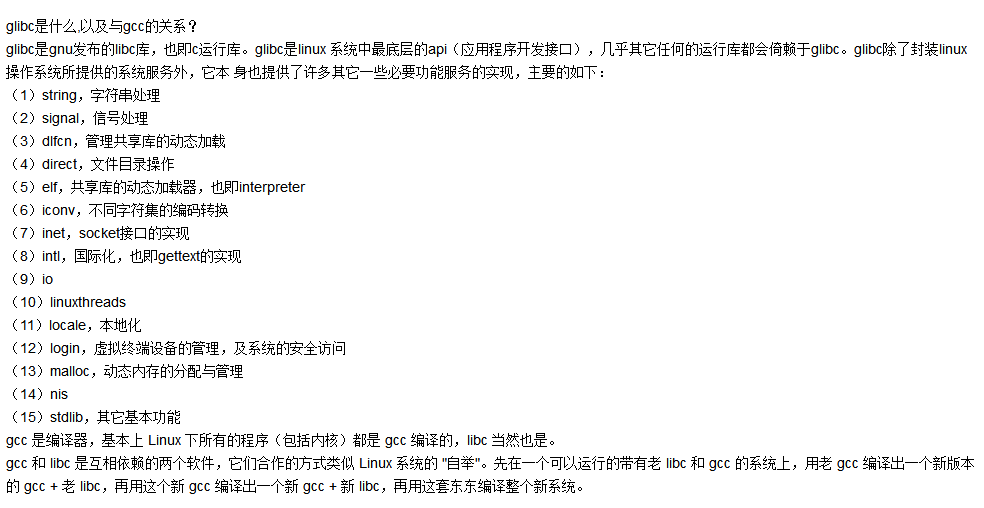 glibc是什么,以及与gcc的关系？
glibc是gnu发布的libc库，也即c运行库。glibc是linux 系统中最底层的api（应用程序开发接口），几乎其它任何的运行库都会倚赖于glibc。glibc除了封装linux
操作系统所提供的系统服务外，它本 身也提供了许多其它一些必要功能服务的实现，主要的如下：
（1）string，字符串处理
（2）signal，信号处理
（3）dlfcn，管理共享库的动态加载
（4）direct，文件目录操作
（5）elf，共享库的动态加载器，也即interpreter
（6）iconv，不同字符集的编码转换
（7）inet，socket接口的实现
（8）intl，国际化，也即gettext的实现
（9）io
（10）linuxthreads
（11）locale，本地化
（12）login，虚拟终端设备的管理，及系统的安全访问
（13）malloc，动态内存的分配与管理
（14）nis
（15）stdlib，其它基本功能
gcc 是编译器，基本上 Linux 下所有的程序（包括内核）都是 gcc 编译的，libc 当然也是。
gcc 和 libc 是互相依赖的两个软件，它们合作的方式类似 Linux 系统的 "自举"。先在一个可以运行的带有老 libc 和 gcc 的系统上，用老 gcc 编译出一个新版本
的 gcc + 老 libc，再用这个新 gcc 编译出一个新 gcc + 新 libc，再用这套东东编译整个新系统。